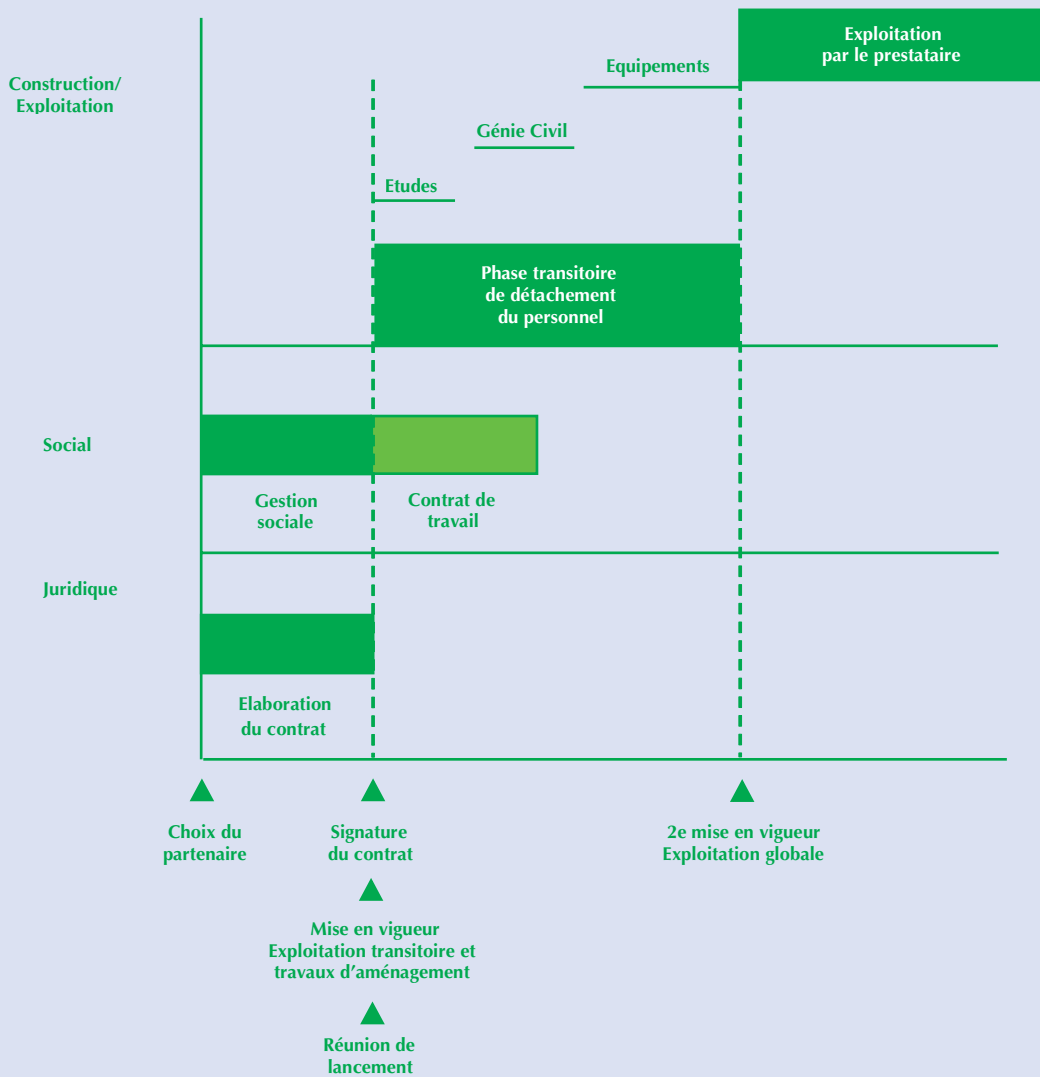 Exploitation
par le prestataire
Equipements
Construction/
Exploitation
Génie Civil
Etudes
Phase transitoire
de détachement
du personnel
Social
Gestion
sociale
Contrat de
travail
Juridique
Elaboration
du contrat
Choix du
partenaire
Signature
du contrat
2e mise en vigueur
Exploitation globale
Mise en vigueur
Exploitation transitoire et
travaux d’aménagement
Réunion de
lancement